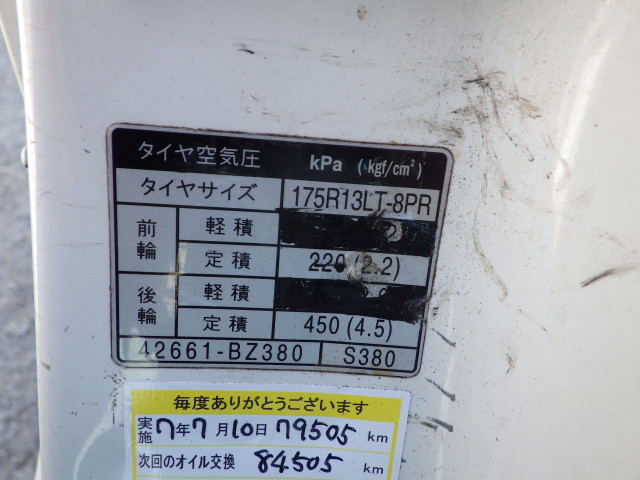 タイヤ空気圧 kPa (kgf/cm²)
タイヤサイズ 175R13LT-8PR
前輪 軽積
定積 220 (2.2)
後輪 軽積
定積 450 (4.5)
42661-BZ380 S380
毎度ありがとうございます
実施 7年7月10日 79505 km
次回のオイル交換 84505 km